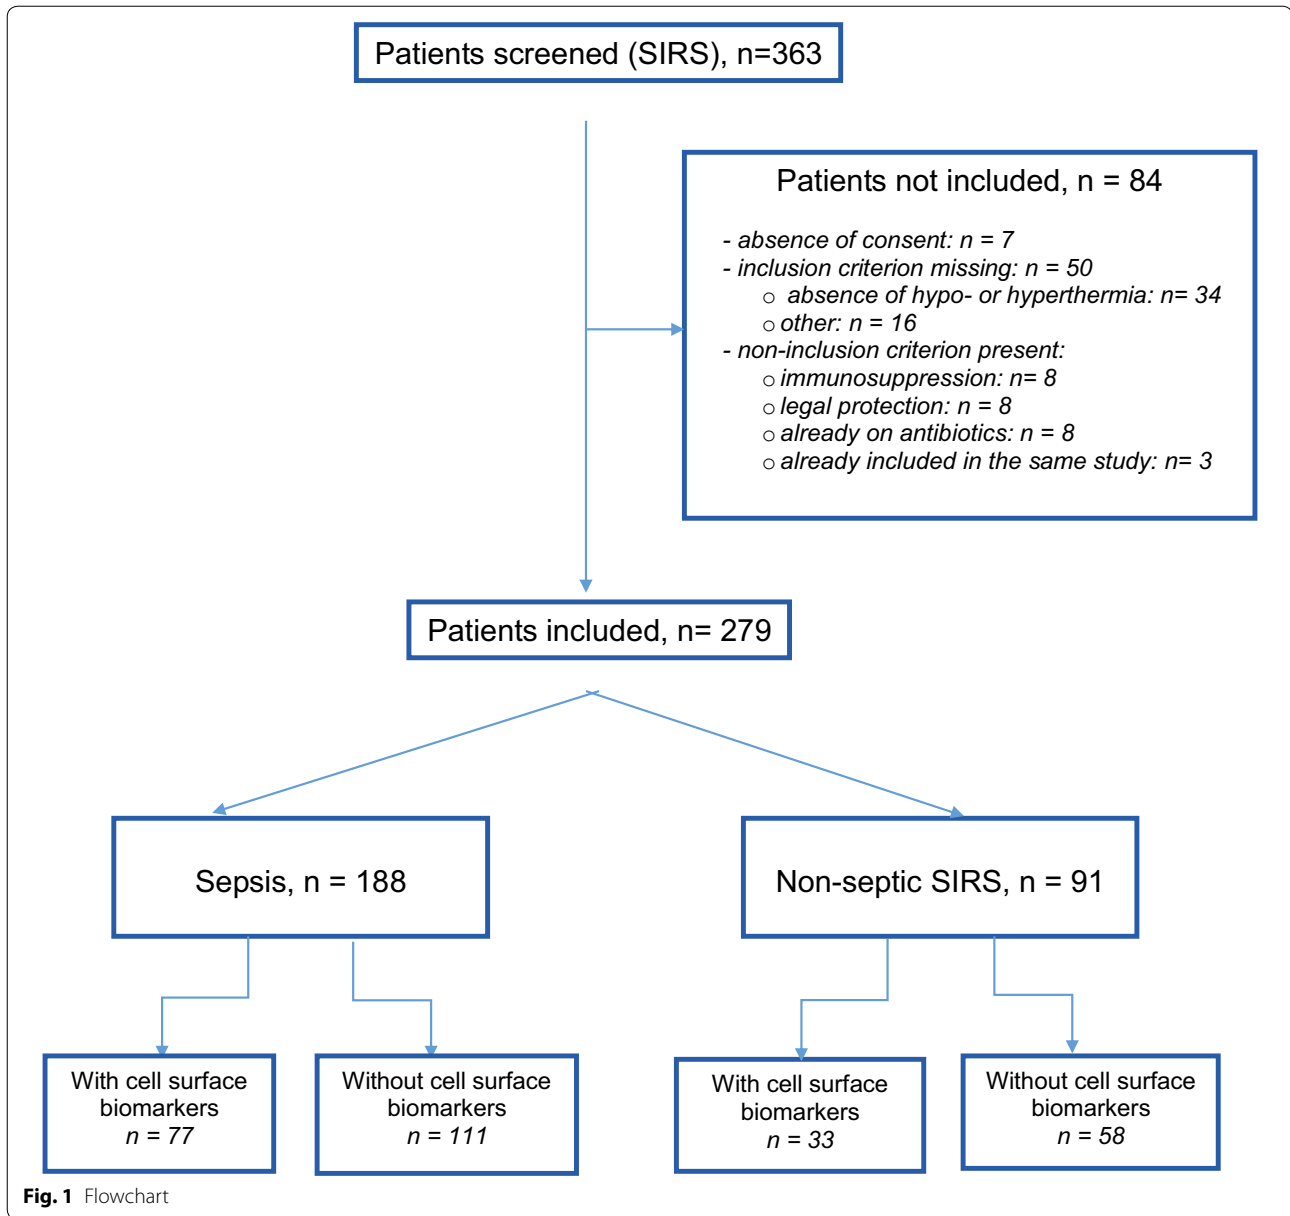 Patients screened (SIRS), n=363
Patients not included, n = 84
- absence of consent: n = 7
- inclusion criterion missing: n = 50
o absence of hypo- or hyperthermia: n= 34
o other: n = 16
- non-inclusion criterion present:
o immunosuppression: n= 8
o legal protection: n = 8
o already on antibiotics: n = 8
o already included in the same study: n= 3
Patients included, n= 279
Sepsis, n = 188
Non-septic SIRS, n = 91
With cell surface
biomarkers
n = 77
Without cell surface
biomarkers
n = 111
With cell surface
biomarkers
n = 33
Without cell surface
biomarkers
n = 58
Fig. 1 Flowchart